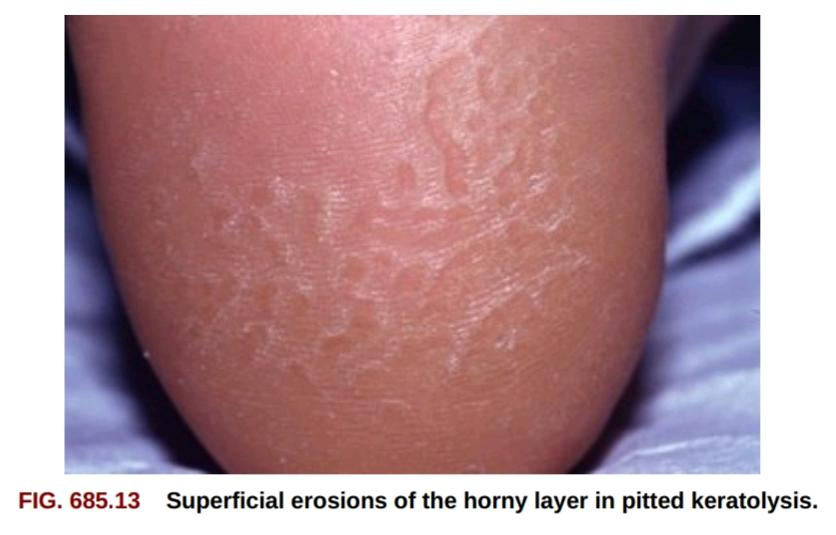 FIG. 685.13 Superficial erosions of the horny layer in pitted keratolysis.